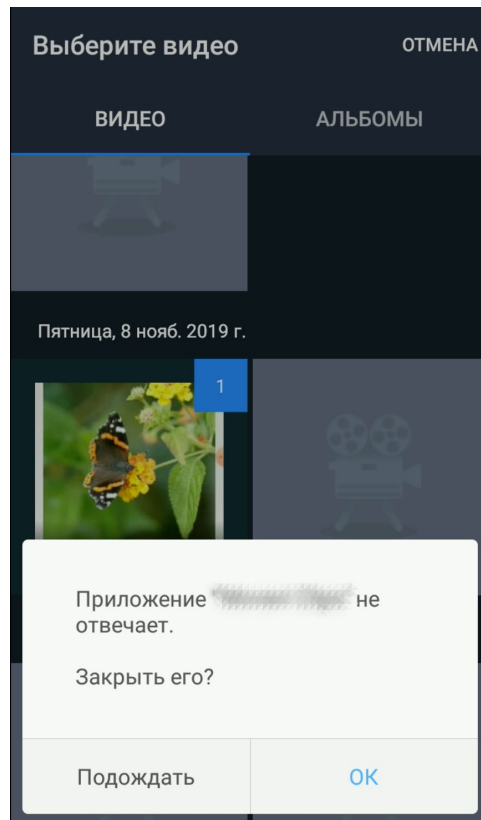 Выберите видео ОТМЕНА
ВИДЕО АЛЬБОМЫ
Пятница, 8 нояб. 2019 г.
1
Приложение не
отвечает.
Закрыть его?
Подождать ОК